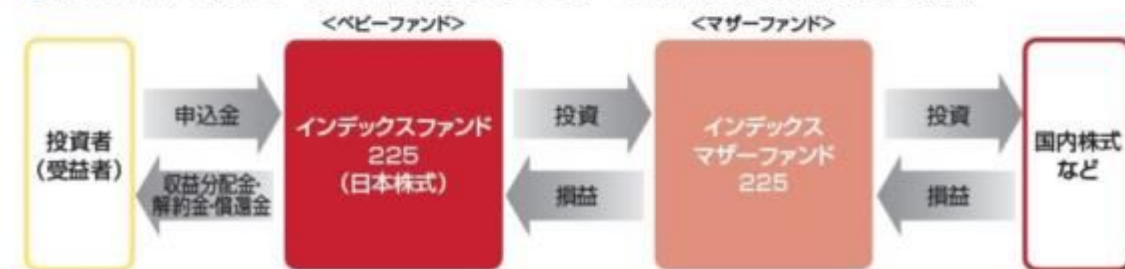 <ベビーファンド>
<マザーファンド>
投資者
(受益者)
申込金
収益分配金・
解約金・償還金
インデックスファンド
225
(日本株式)
投資
損益
インデックス
マザーファンド
225
投資
損益
国内株式
など